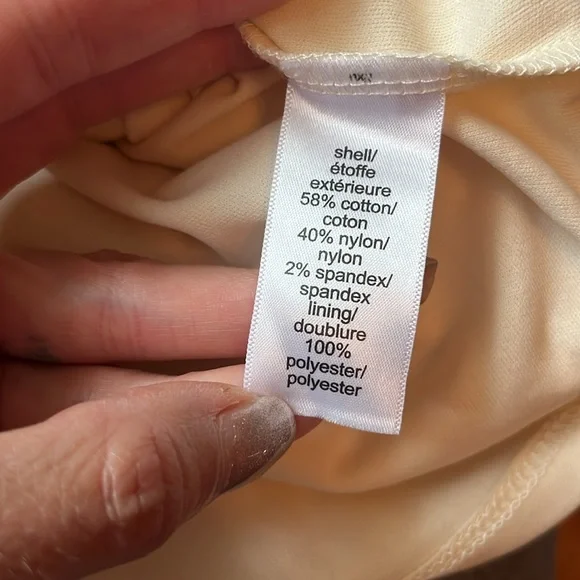 shell/
étoffe
extérieure
58% cotton/
coton
40% nylon/
nylon
2% spandex/
spandex
lining/
doublure
100%
polyester/
polyester